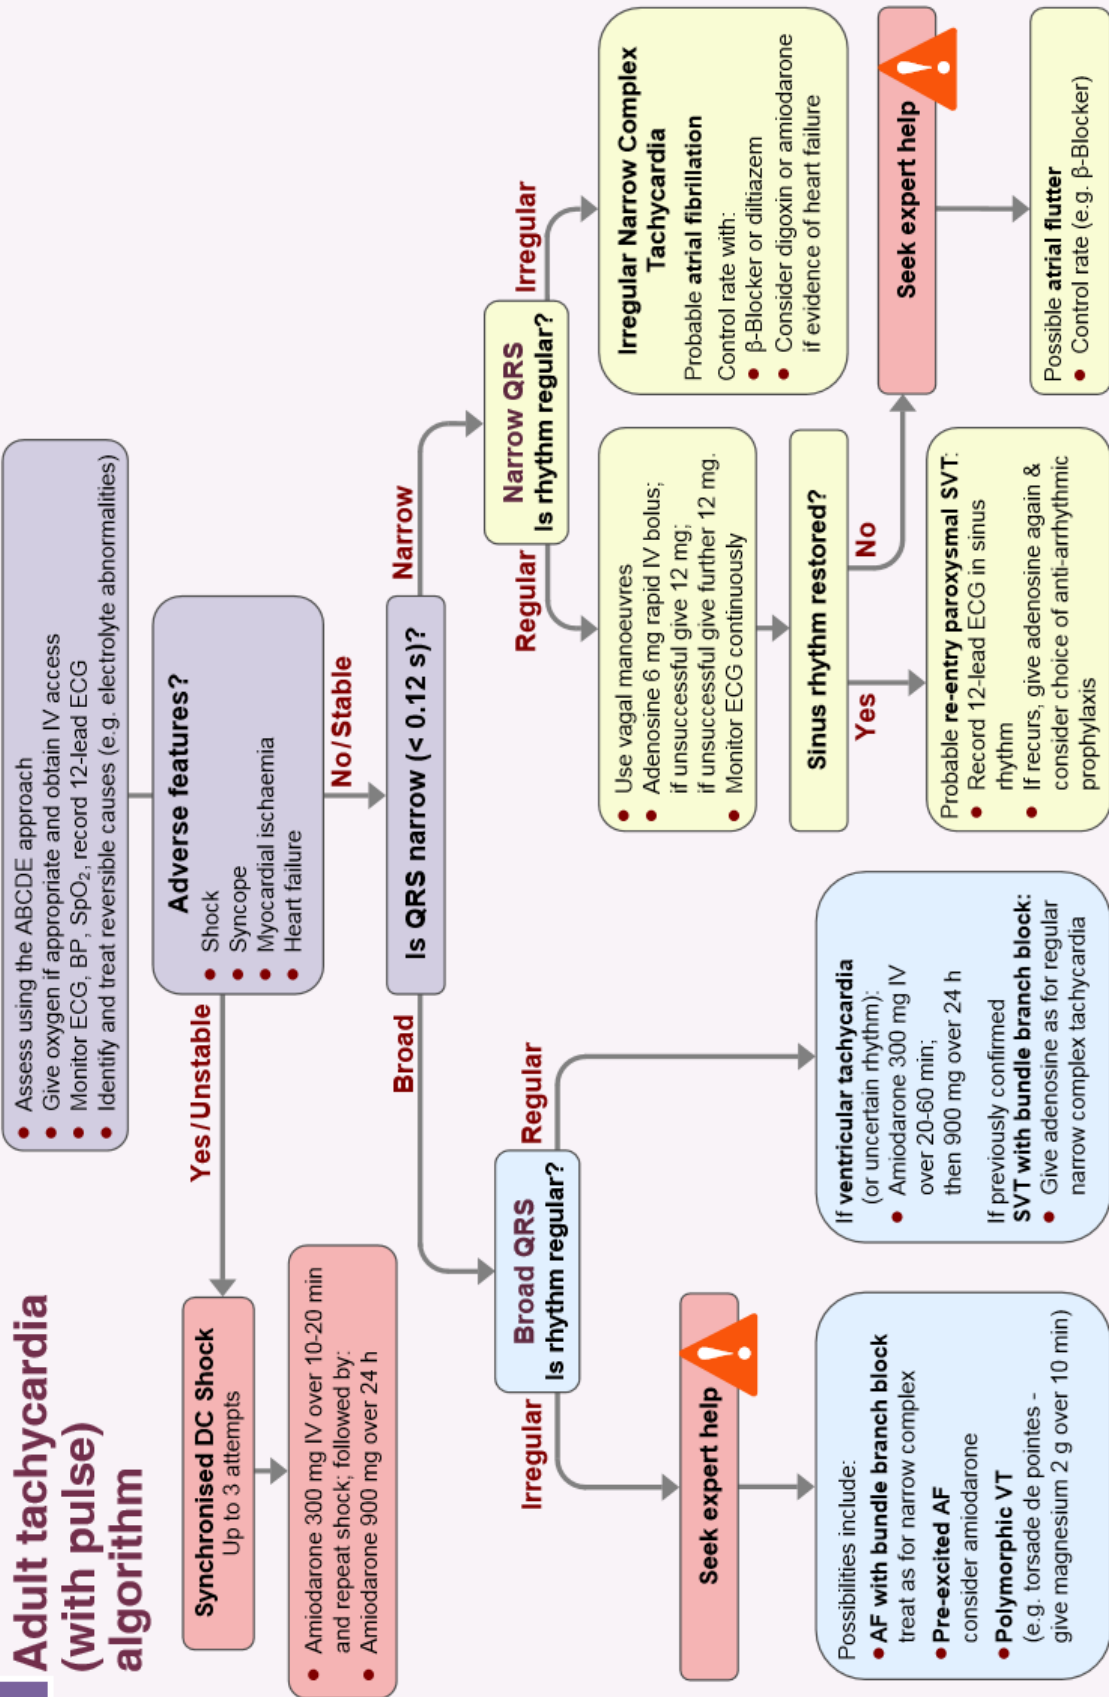 Adult tachycardia
(with pulse)
algorithm
● Assess using the ABCDE approach
● Give oxygen if appropriate and obtain IV access
● Monitor ECG, BP, SpO₂, record 12-lead ECG
● Identify and treat reversible causes (e.g. electrolyte abnormalities)
Adverse features?
● Shock
● Syncope
● Myocardial ischaemia
● Heart failure
Yes/Unstable
Synchronised DC Shock
Up to 3 attempts
● Amiodarone 300 mg IV over 10-20 min
and repeat shock; followed by:
● Amiodarone 900 mg over 24 h
No/Stable
Is QRS narrow (< 0.12 s)?
Broad
Narrow
Broad QRS
Is rhythm regular?
Irregular
Regular
Seek expert help
!
Possibilities include:
● AF with bundle branch block
treat as for narrow complex
● Pre-excited AF
consider amiodarone
● Polymorphic VT
(e.g. torsade de pointes -
give magnesium 2 g over 10 min)
If ventricular tachycardia
(or uncertain rhythm):
● Amiodarone 300 mg IV
over 20-60 min;
then 900 mg over 24 h
If previously confirmed
SVT with bundle branch block:
● Give adenosine as for regular
narrow complex tachycardia
Narrow QRS
Is rhythm regular?
Regular
Irregular
● Use vagal manoeuvres
● Adenosine 6 mg rapid IV bolus;
if unsuccessful give 12 mg;
if unsuccessful give further 12 mg.
● Monitor ECG continuously
Sinus rhythm restored?
Yes
No
Probable re-entry paroxysmal SVT:
● Record 12-lead ECG in sinus
rhythm
● If recurs, give adenosine again &
consider choice of anti-arrhythmic
prophylaxis
Irregular Narrow Complex
Tachycardia
Probable atrial fibrillation
Control rate with:
● β-Blocker or diltiazem
● Consider digoxin or amiodarone
if evidence of heart failure
Seek expert help
!
Possible atrial flutter
● Control rate (e.g. β-Blocker)